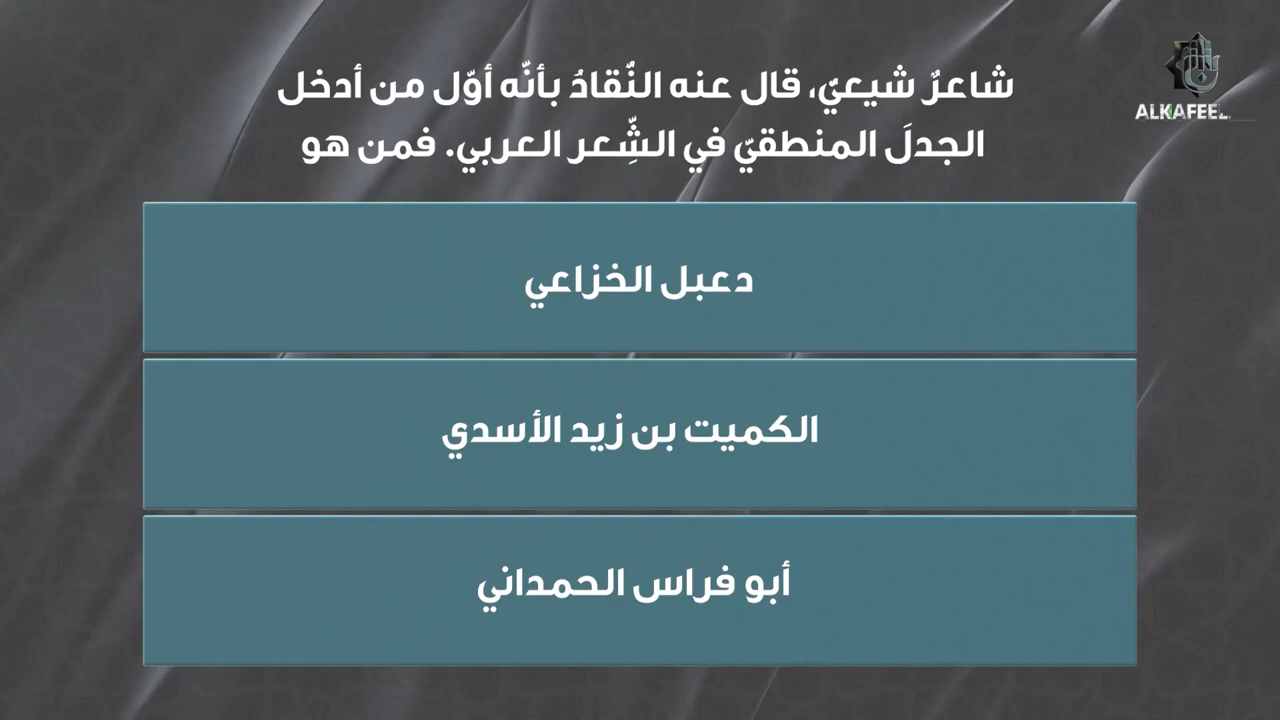 شاعرٌ شيعيّ، قال عنه النٌقادُ بأنّه أوّل من أدخل
الجدلَ المنطقيّ في الشِّعر العربي. فمن هو
ALKAFEEL
دعبل الخزاعي
الكميت بن زيد الأسدي
أبو فراس الحمداني